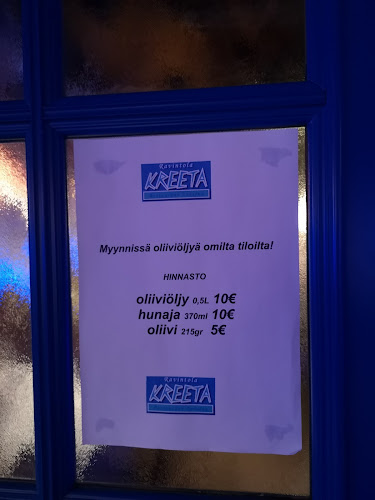 Ravintola
KREETA
Myynnissä oliiviöljyä omilta tiloilta!
HINNASTO
oliiviöljy 0,5L 10€
hunaja 370ml 10€
oliivi 215gr 5€
Ravintola
KREETA